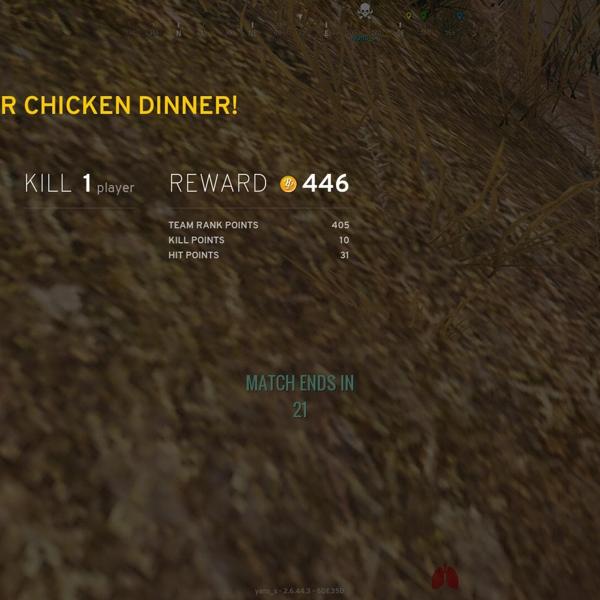 N
E
R CHICKEN DINNER!
KILL 1 player
REWARD 446
TEAM RANK POINTS 405
KILL POINTS 10
HIT POINTS 31
MATCH ENDS IN
21